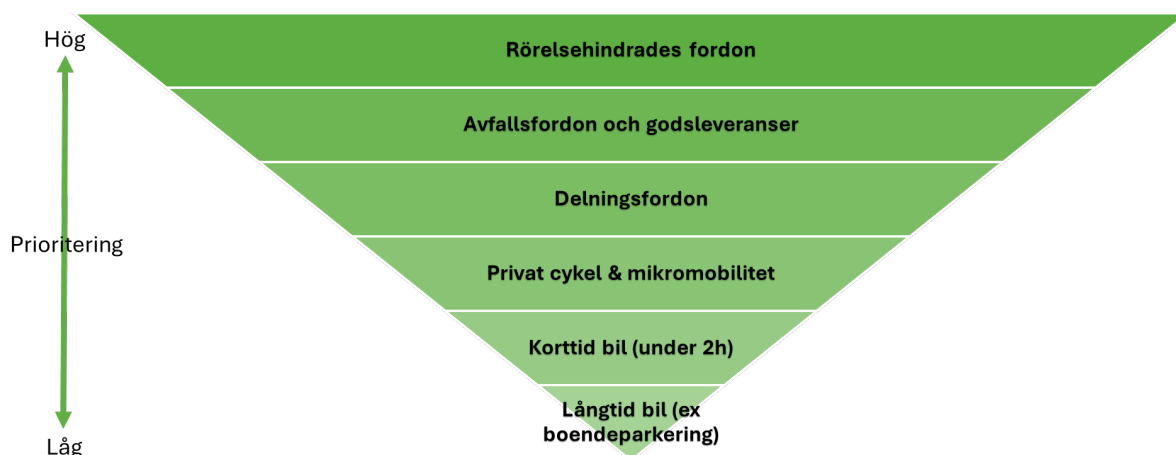 Hög
Rörelsehindrades fordon
Avfallsfordon och godsleveranser
Delningsfordon
Prioritering
Privat cykel & mikromobilitet
Korttid bil (under 2h)
Långtid bil (ex
boendeparkering)
Låg